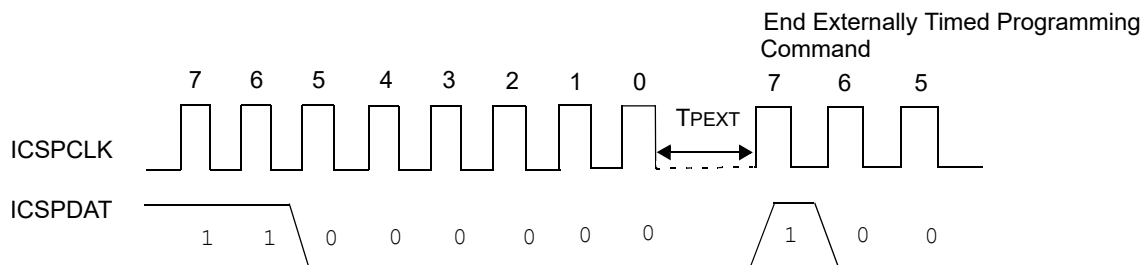 End Externally Timed Programming
Command
7 6 5 4 3 2 1 0 7 6 5
TPEXT
ICSPCLK
ICSPDAT
1 1 0 0 0 0 0 0 1 0 0